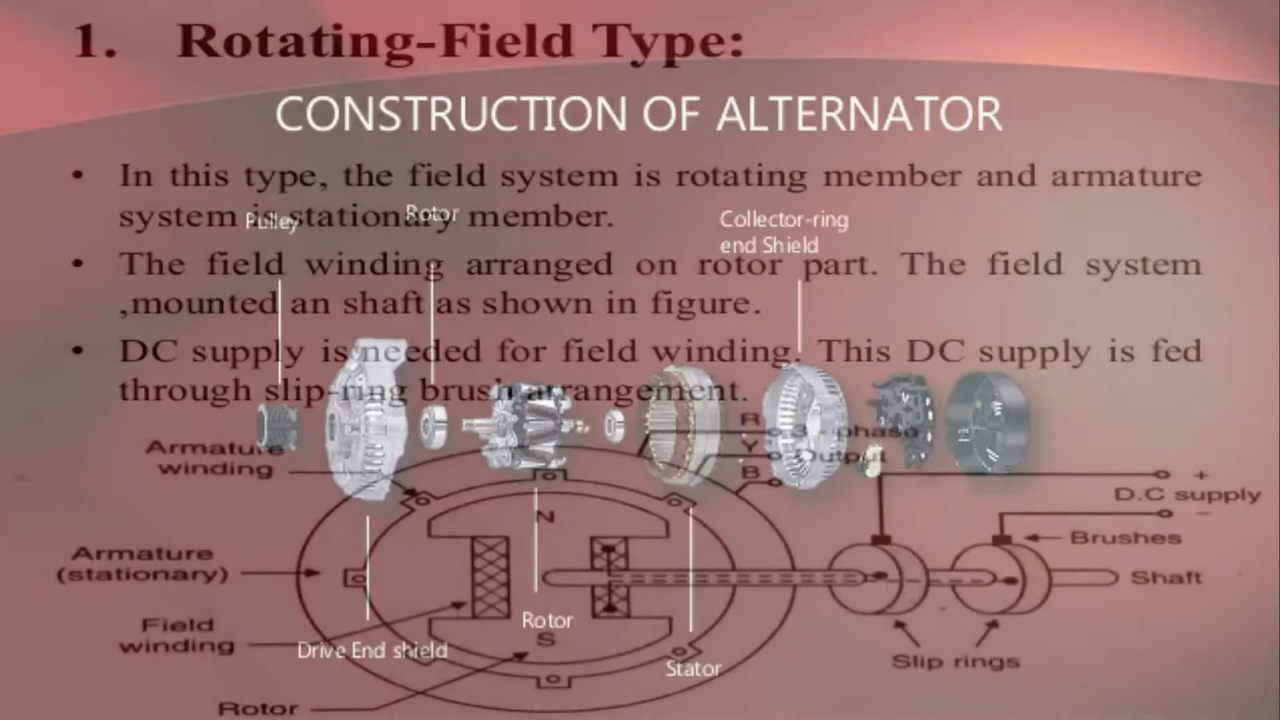 1. Rotating-Field Type:
CONSTRUCTION OF ALTERNATOR
• In this type, the field system is rotating member and armature
system is stationary member.
Pulley
Rotor
Collector-ring
end Shield
• The field winding arranged on rotor part. The field system
,mounted an shaft as shown in figure.
• DC supply is needed for field winding. This DC supply is fed
through slip-ring brush arrangement.
R
Y
B
3 - phase
Output
Armature
winding
+
D.C supply
−
N
Brushes
Armature
(stationary)
Shaft
Field
winding
Rotor
S
Drive End shield
Stator
Slip rings
Rotor